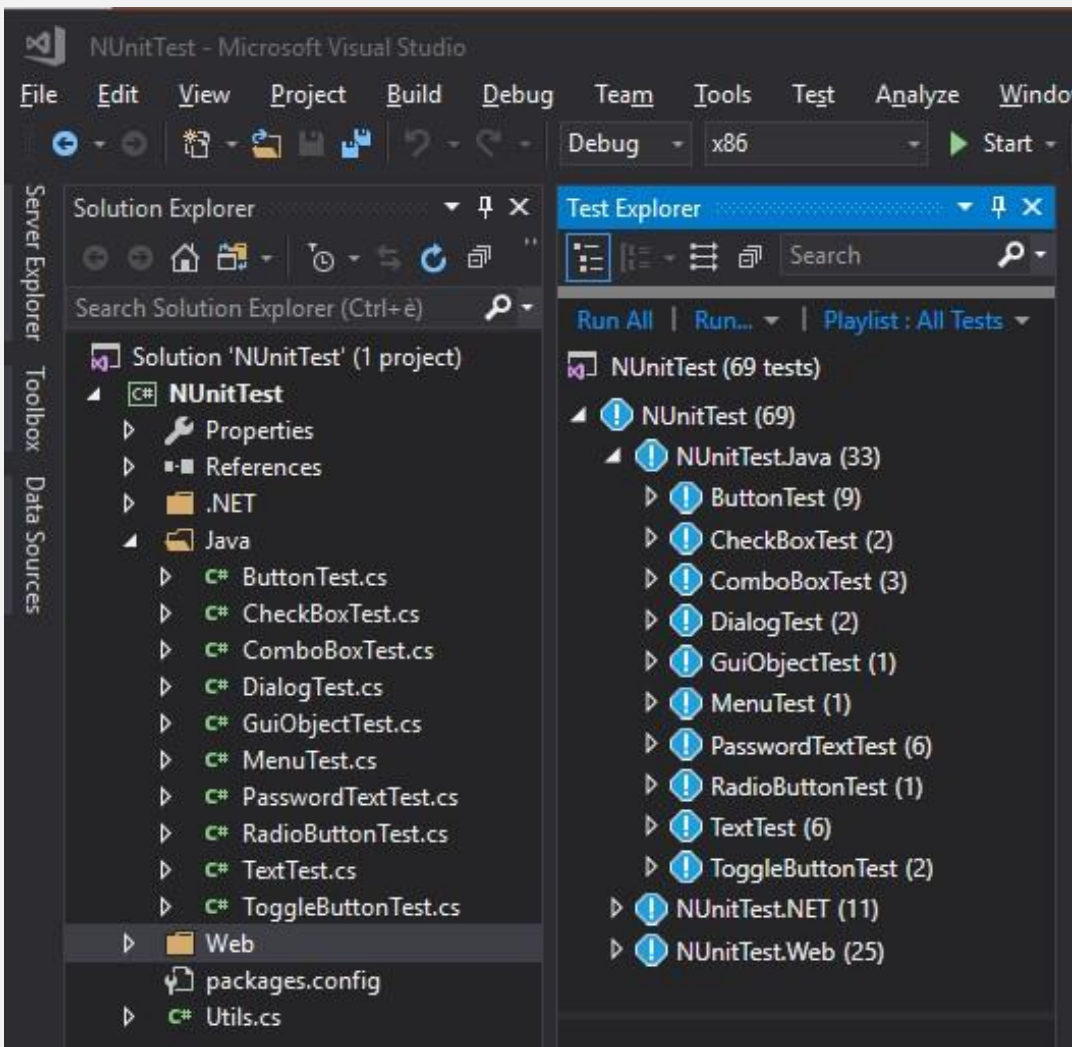 NUnitTest - Microsoft Visual Studio
File Edit View Project Build Debug Team Tools Test Analyze Windo
Debug x86 Start
Server Explorer
Toolbox
Data Sources
Solution Explorer
Search Solution Explorer (Ctrl+è)
Solution 'NUnitTest' (1 project)
C# NUnitTest
Properties
References
.NET
Java
C# ButtonTest.cs
C# CheckBoxTest.cs
C# ComboBoxTest.cs
C# DialogTest.cs
C# GuiObjectTest.cs
C# MenuTest.cs
C# PasswordTextTest.cs
C# RadioButtonTest.cs
C# TextTest.cs
C# ToggleButtonTest.cs
Web
packages.config
C# Utils.cs
Test Explorer
Search
Run All | Run... | Playlist : All Tests
NUnitTest (69 tests)
NUnitTest (69)
NUnitTest.Java (33)
ButtonTest (9)
CheckBoxTest (2)
ComboBoxTest (3)
DialogTest (2)
GuiObjectTest (1)
MenuTest (1)
PasswordTextTest (6)
RadioButtonTest (1)
TextTest (6)
ToggleButtonTest (2)
NUnitTest.NET (11)
NUnitTest.Web (25)